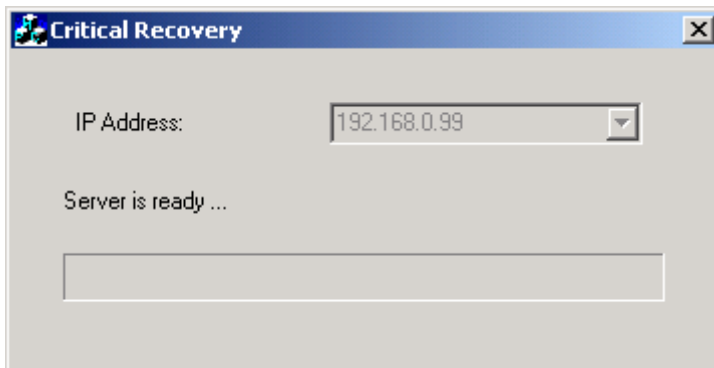 Critical Recovery
IP Address: 192.168.0.99
Server is ready ...